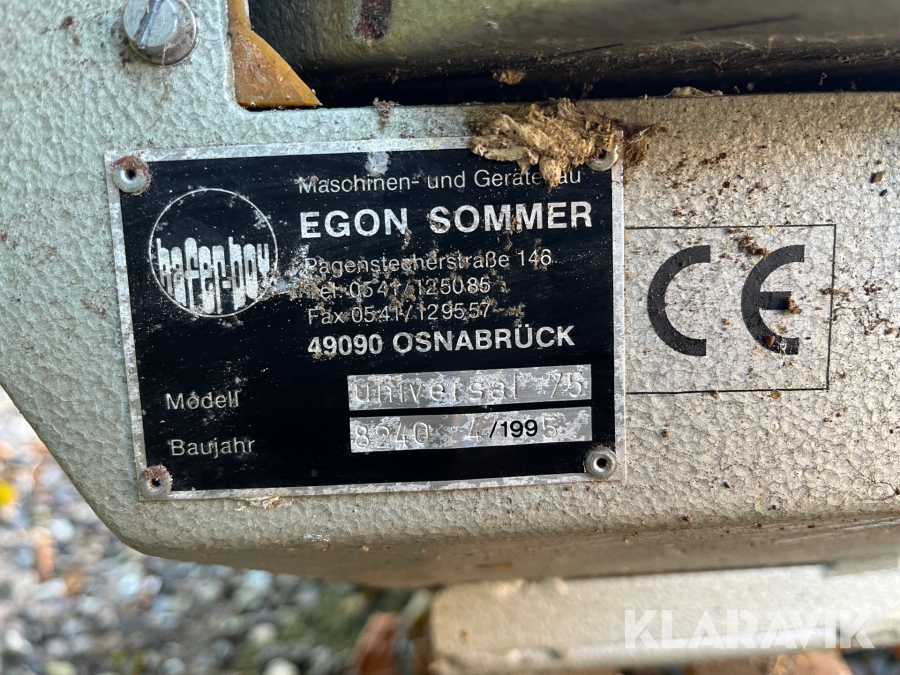 Maschinen- und Gerätebau
hafer-boy
EGON SOMMER
Pagenstecherstraße 146
Tel. 0541/125085
Fax 0541/129557
49090 OSNABRÜCK
Modell universal 75
Baujahr 8240 4/1995
CE
KLARAVIK